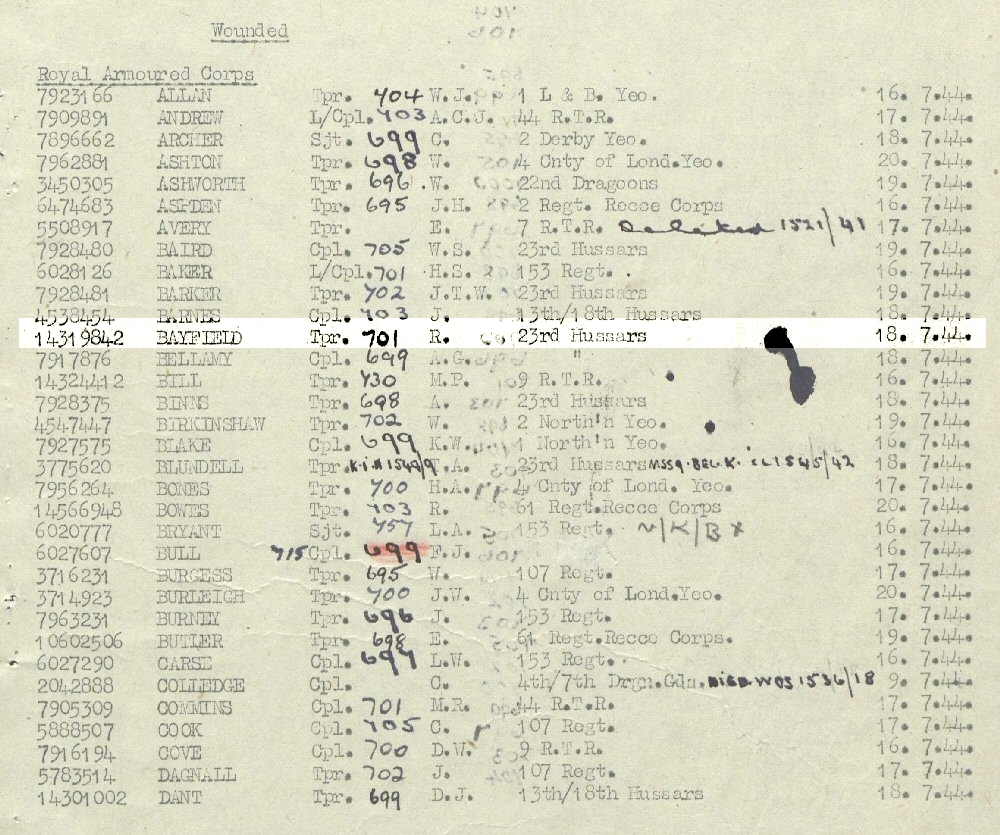 Wounded
Royal Armoured Corps
7923166 ALLAN Tpr. 704 W.J. 1 L & B. Yeo. 16. 7.44.
7909891 ANDREW L/Cpl. 703 A.C.J. 44 R.T.R. 17. 7.44.
7896662 ARCHER Sjt. 699 C. 2 Derby Yeo. 18. 7.44.
7962881 ASHTON Tpr. 698 W. 4 Cnty of Lond.Yeo. 20. 7.44.
3450305 ASHWORTH Tpr. 696 .W. 22nd Dragoons 19. 7.44.
6474683 ASPDEN Tpr. 695 J.H. 2 Regt. Recce Corps 16. 7.44.
5508917 AVERY Tpr. E. 7 R.T.R. Deleted 1521/41 17. 7.44.
7928480 BAIRD Cpl. 705 W.S. 23rd Hussars 19. 7.44.
6028126 BAKER L/Cpl. 701 H.S. 153 Regt. . 16. 7.44.
7928481 BARKER Tpr. 702 J.T.W. 23rd Hussars 19. 7.44.
4538454 BARNES Cpl. 703 J. 13th/18th Hussars 18. 7.44.
14319842 BAYFIELD Tpr. 701 R. 23rd Hussars 18. 7.44.
7917876 BELLAMY Cpl. 699 A.G. " 18. 7.44.
14324412 BILL Tpr. 730 M.P. 9 R.T.R. 16. 7.44.
7928375 BINNS Tpr. 698 A. 23rd Hussars 18. 7.44.
4547447 BIRKINSHAW Tpr. 702 W. 2 North'n Yeo. 19. 7.44.
7927575 BLAKE Cpl. 699 K.W. 1 North'n Yeo. 16. 7.44.
3775620 BLUNDELL Tpr. F.A. 23rd Hussars MSSG. BEL.K. CL1545/42 18. 7.44.
7956264 BONES Tpr. 700 H.A. 4 Cnty of Lond. Yeo. 17. 7.44.
14566948 BOWES Tpr. 703 R. 61 Regt.Recce Corps 20. 7.44.
6020777 BRYANT Sjt. 757 L.A. 153 Regt. N/K/Bx 16. 7.44.
6027607 BULL 715 Cpl. 699 F.J. 16. 7.44.
3716231 BURGESS Tpr. 695 W. 107 Regt. 17. 7.44.
3714923 BURLEIGH Tpr. 700 J.W. 4 Cnty of Lond.Yeo. 20. 7.44.
7963231 BURNEY Tpr. 696 J. 153 Regt. 17. 7.44.
10602506 BUTLER Tpr. 698 E. 61 Regt.Recce Corps. 19. 7.44.
6027290 CARSE Cpl. 697 L.W. 153 Regt. 16. 7.44.
2042888 COLLEDGE Cpl. C. 4th/7th Drgn.Gds. DIED.WDS 1536/18 9. 7.44.
7905309 COMMINS Cpl. 701 M.R. 44 R.T.R. 17. 7.44.
5888507 COOK Cpl. 705 C. r 107 Regt. 17. 7.44.
7916194 COVE Cpl. 700 D.W. 9 R.T.R. 16. 7.44.
5783514 DAGNALL Tpr. 702 J. 107 Regt. 17. 7.44.
14301002 DANT Tpr. 699 D.J. 13th/18th Hussars 18. 7.44.